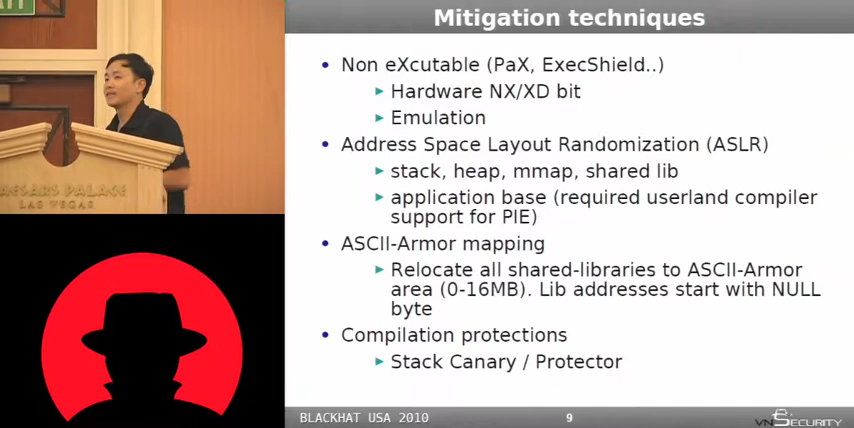 Mitigation techniques
• Non eXcutable (PaX, ExecShield..)
Hardware NX/XD bit
Emulation
• Address Space Layout Randomization (ASLR)
stack, heap, mmap, shared lib
application base (required userland compiler
support for PIE)
• ASCII-Armor mapping
Relocate all shared-libraries to ASCII-Armor
area (0-16MB). Lib addresses start with NULL
byte
• Compilation protections
Stack Canary / Protector
BLACKHAT USA 2010
9
VNSECURITY
PALACE
LAS VEGAS